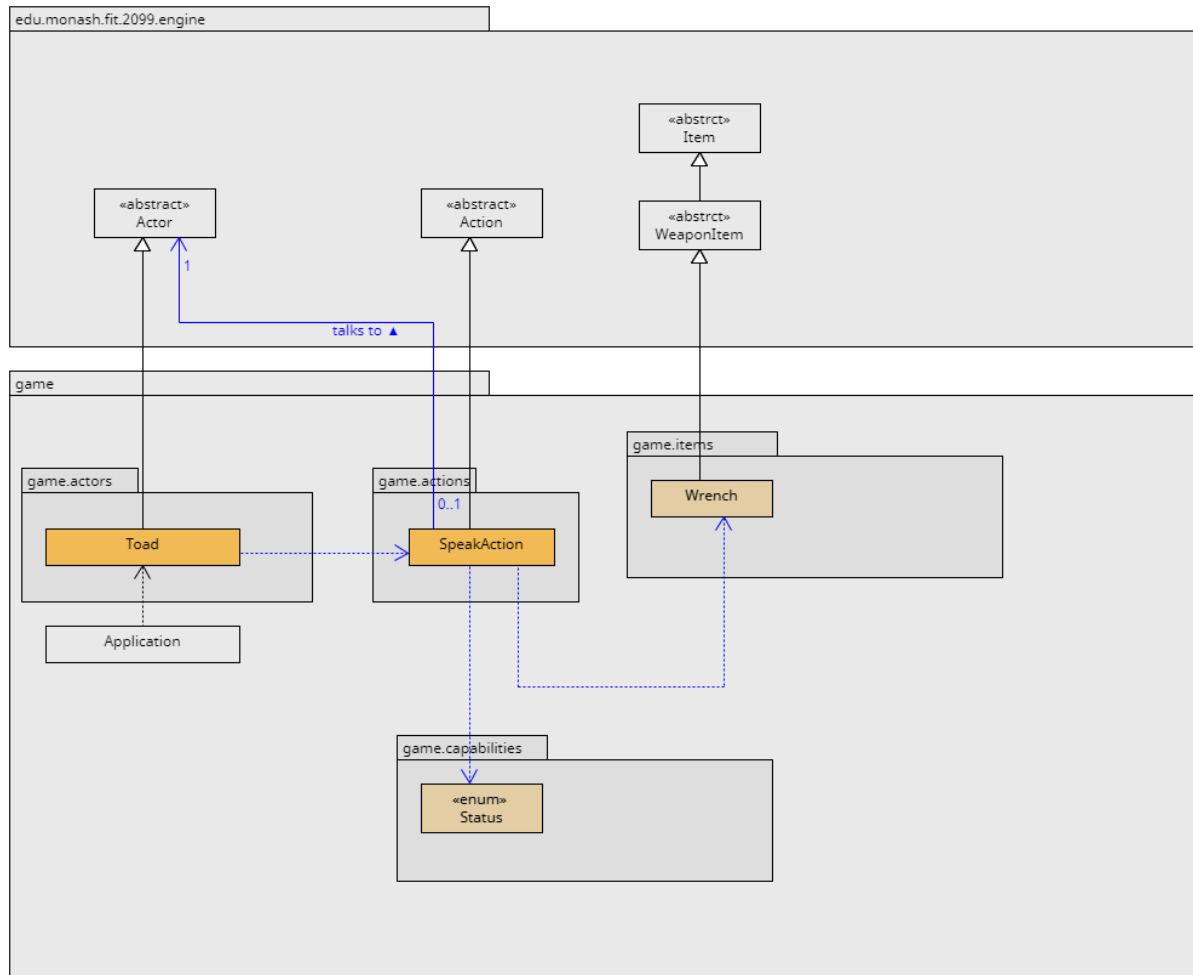 edu.monash.fit.2099.engine
«abstrct»
Item
«abstract»
Actor
«abstract»
Action
«abstrct»
WeaponItem
1
talks to ▲
game
game.items
game.actors
game.actions
Wrench
0..1
Toad
SpeakAction
Application
game.capabilities
«enum»
Status